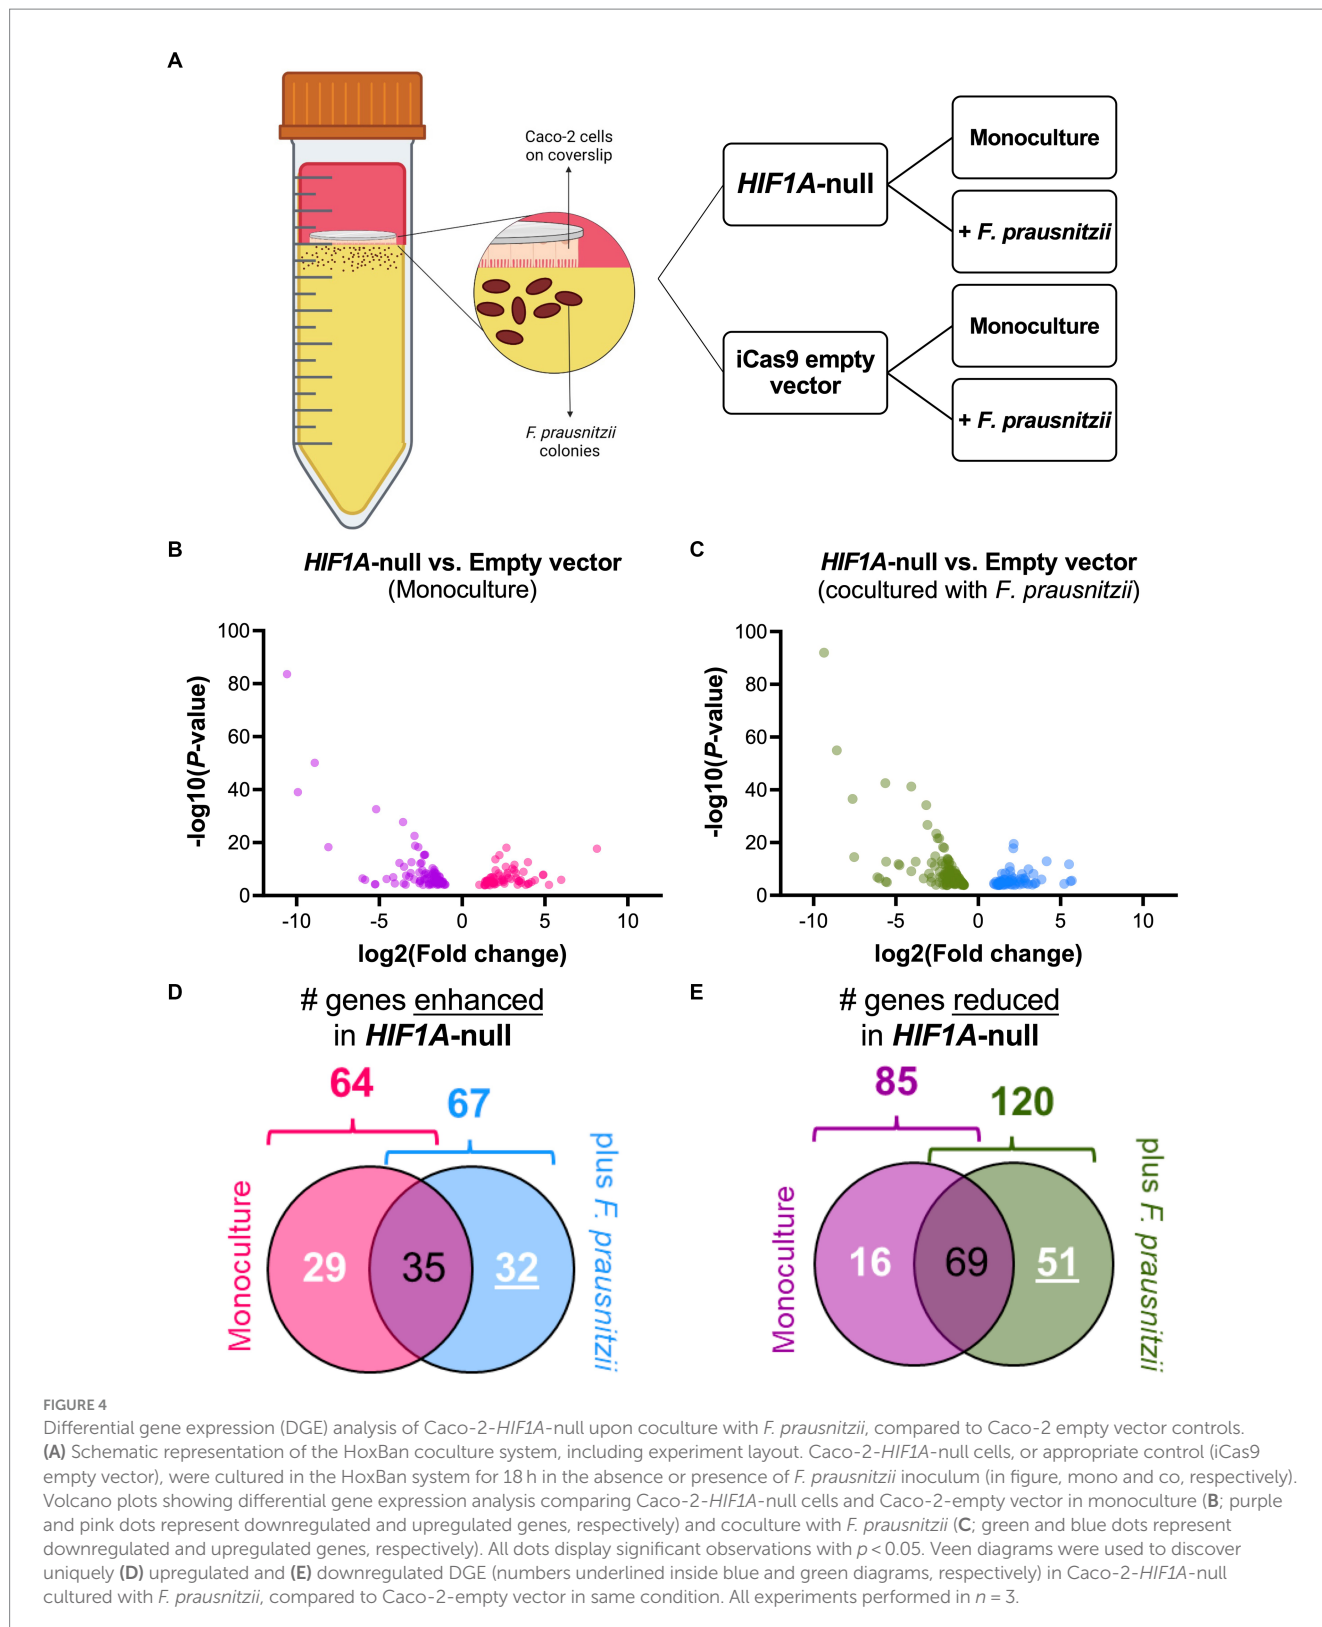 A
Caco-2 cells
on coverslip
F. prausnitzii
colonies
HIF1A-null
iCas9 empty
vector
Monoculture
+ F. prausnitzii
Monoculture
+ F. prausnitzii
B
HIF1A-null vs. Empty vector
(Monoculture)
-log10(P-value)
100
80
60
40
20
0
-10
-5
0
5
10
log2(Fold change)
C
HIF1A-null vs. Empty vector
(cocultured with F. prausnitzii)
-log10(P-value)
100
80
60
40
20
0
-10
-5
0
5
10
log2(Fold change)
D
# genes enhanced
in HIF1A-null
64
67
Monoculture
29
35
32
plus F. prausnitzii
E
# genes reduced
in HIF1A-null
85
120
Monoculture
16
69
51
plus F. prausnitzii
FIGURE 4
Differential gene expression (DGE) analysis of Caco-2-HIF1A-null upon coculture with F. prausnitzii, compared to Caco-2 empty vector controls.
(A) Schematic representation of the HoxBan coculture system, including experiment layout. Caco-2-HIF1A-null cells, or appropriate control (iCas9
empty vector), were cultured in the HoxBan system for 18 h in the absence or presence of F. prausnitzii inoculum (in figure, mono and co, respectively).
Volcano plots showing differential gene expression analysis comparing Caco-2-HIF1A-null cells and Caco-2-empty vector in monoculture (B; purple
and pink dots represent downregulated and upregulated genes, respectively) and coculture with F. prausnitzii (C; green and blue dots represent
downregulated and upregulated genes, respectively). All dots display significant observations with p < 0.05. Veen diagrams were used to discover
uniquely (D) upregulated and (E) downregulated DGE (numbers underlined inside blue and green diagrams, respectively) in Caco-2-HIF1A-null
cultured with F. prausnitzii, compared to Caco-2-empty vector in same condition. All experiments performed in n = 3.